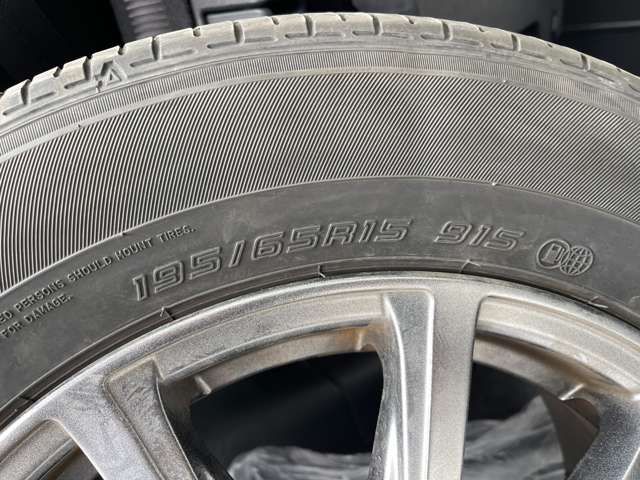 ED PERSONS SHOULD MOUNT TIRES.
FOR DAMAGE.
195/65R15 91S